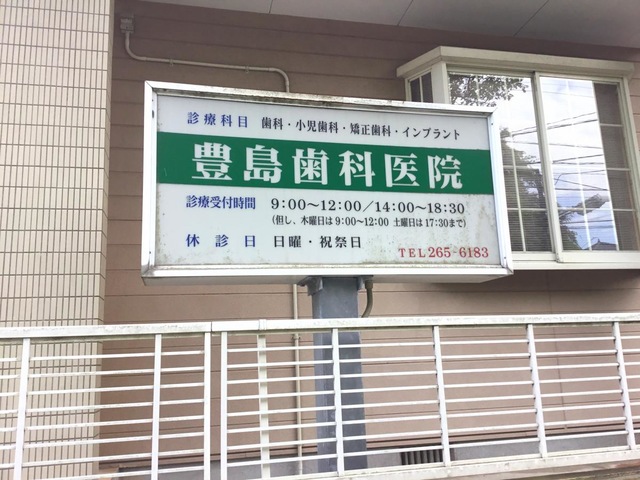 診療科目 歯科・小児歯科・矯正歯科・インプラント
豊島歯科医院
診療受付時間 9:00〜12:00/14:00〜18:30
(但し、木曜日は9:00〜12:00 土曜日は17:30まで)
休診日 日曜・祝祭日
TEL 265-6183